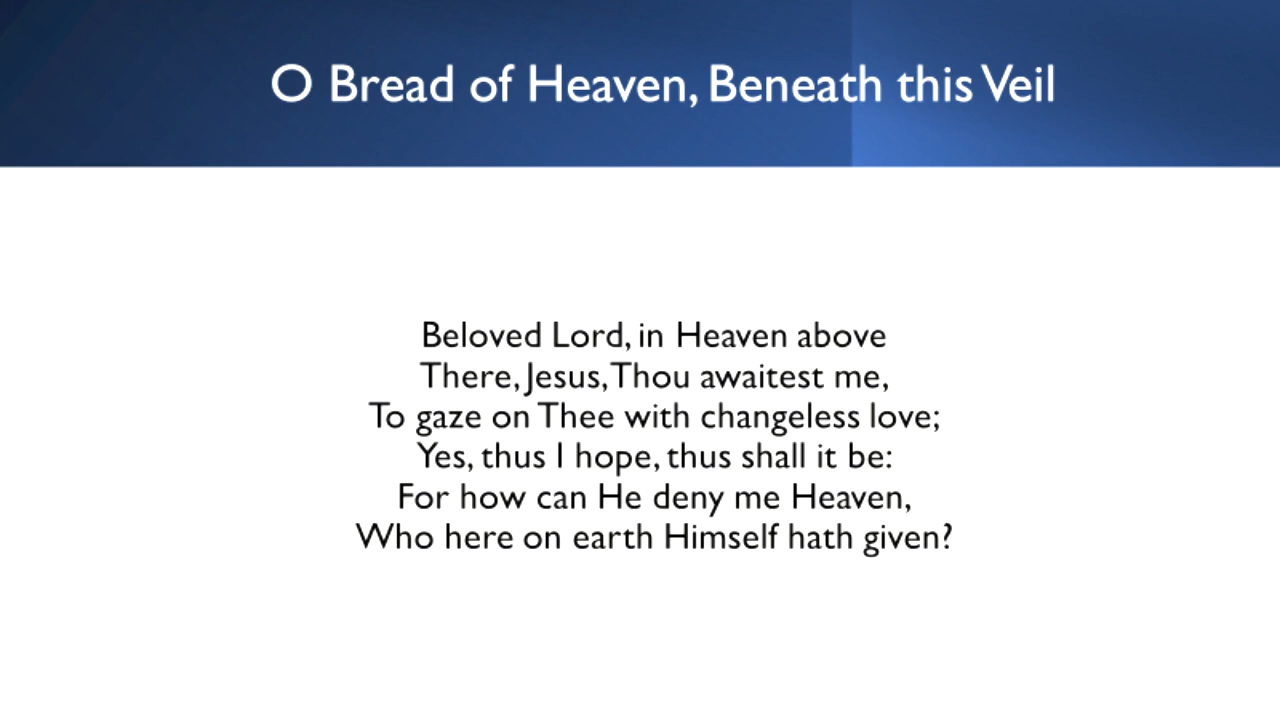 O Bread of Heaven, Beneath this Veil
Beloved Lord, in Heaven above
There, Jesus, Thou awaitest me,
To gaze on Thee with changeless love;
Yes, thus I hope, thus shall it be:
For how can He deny me Heaven,
Who here on earth Himself hath given?